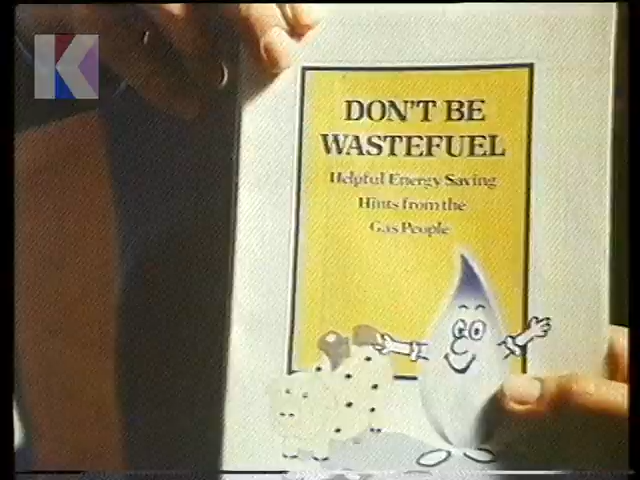 K
DON'T BE
WASTEFUEL
Helpful Energy Saving
Hints from the
Gas People